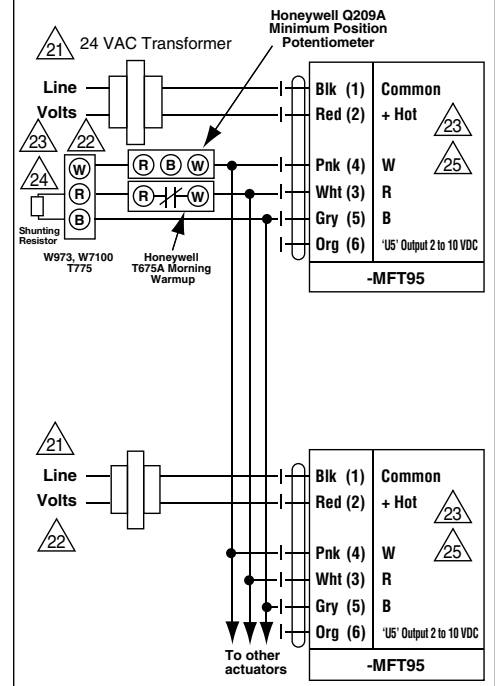 Honeywell Q209A
Minimum Position
Potentiometer
21
24 VAC Transformer
Line
Volts
Blk (1) Common
Red (2) + Hot
23
Pnk (4) W
25
Wht (3) R
Gry (5) B
Org (6) 'U5' Output 2 to 10 VDC
-MFT95
23
22
24
W
R
B
R B W
R W
Shunting
Resistor
W973, W7100
T775
Honeywell
T675A Morning
Warmup
21
Line
Volts
22
Blk (1) Common
Red (2) + Hot
23
Pnk (4) W
25
Wht (3) R
Gry (5) B
Org (6) 'U5' Output 2 to 10 VDC
-MFT95
To other
actuators